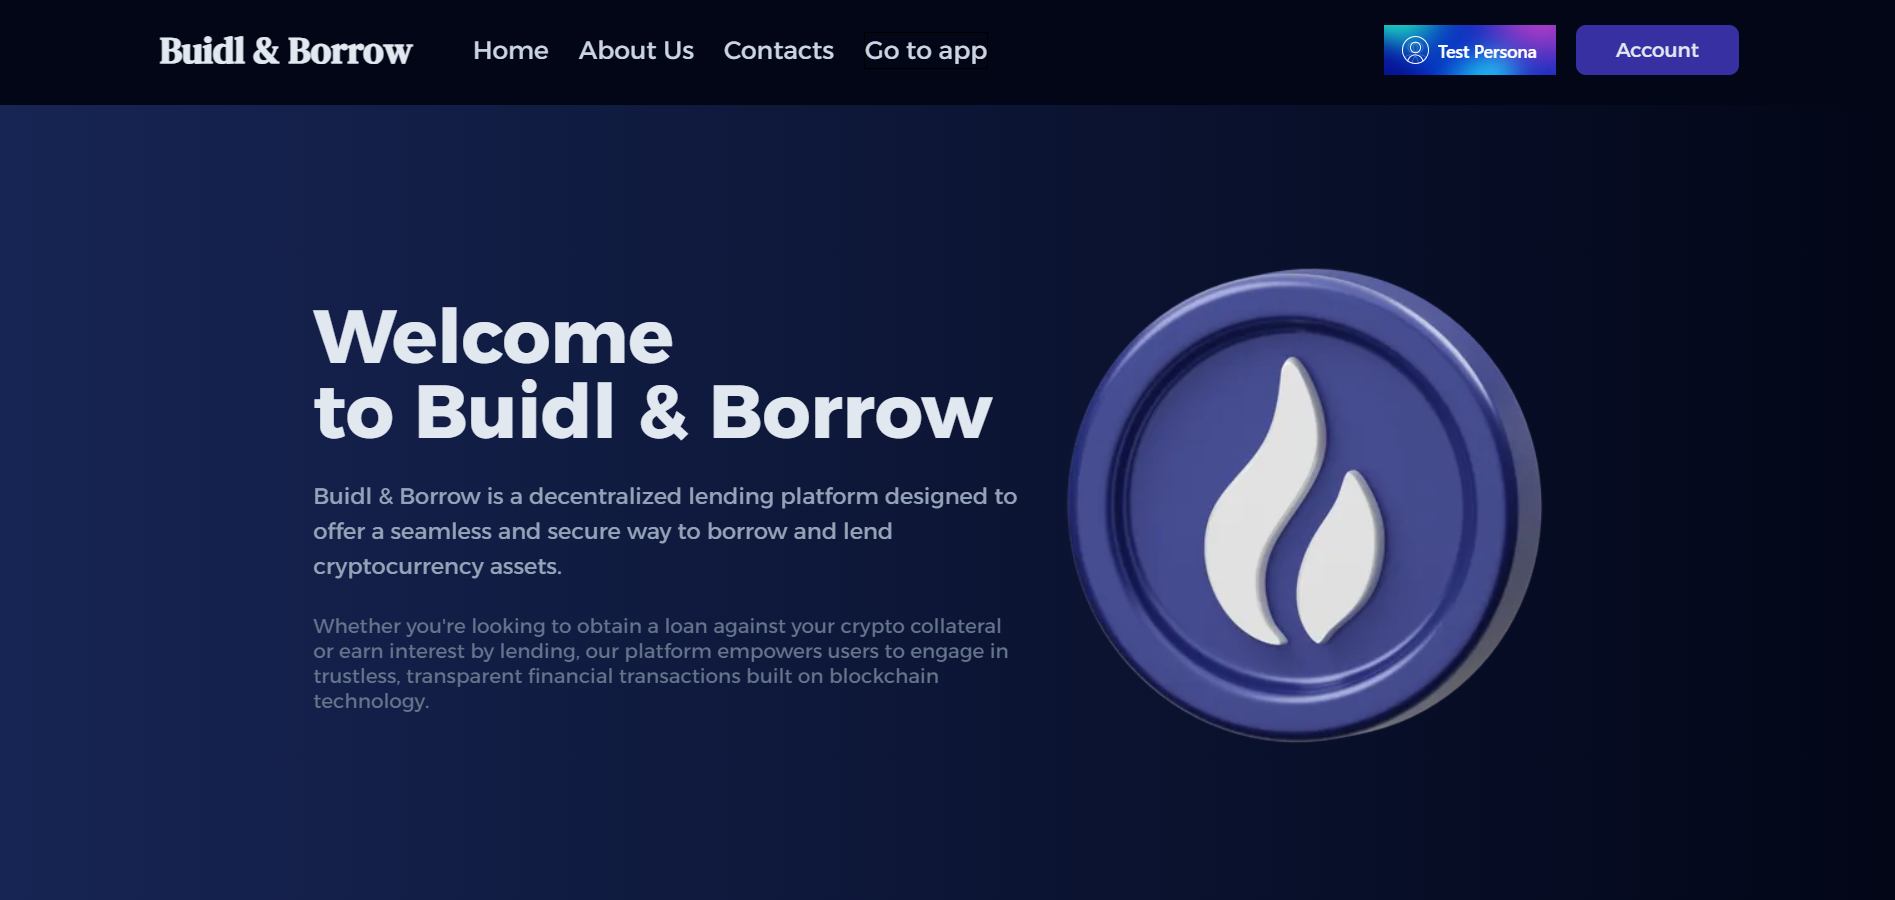 Buidl & Borrow
Home
About Us
Contacts
Go to app
Test Persona
Account
Welcome
to Buidl & Borrow
Buidl & Borrow is a decentralized lending platform designed to
offer a seamless and secure way to borrow and lend
cryptocurrency assets.
Whether you're looking to obtain a loan against your crypto collateral
or earn interest by lending, our platform empowers users to engage in
trustless, transparent financial transactions built on blockchain
technology.